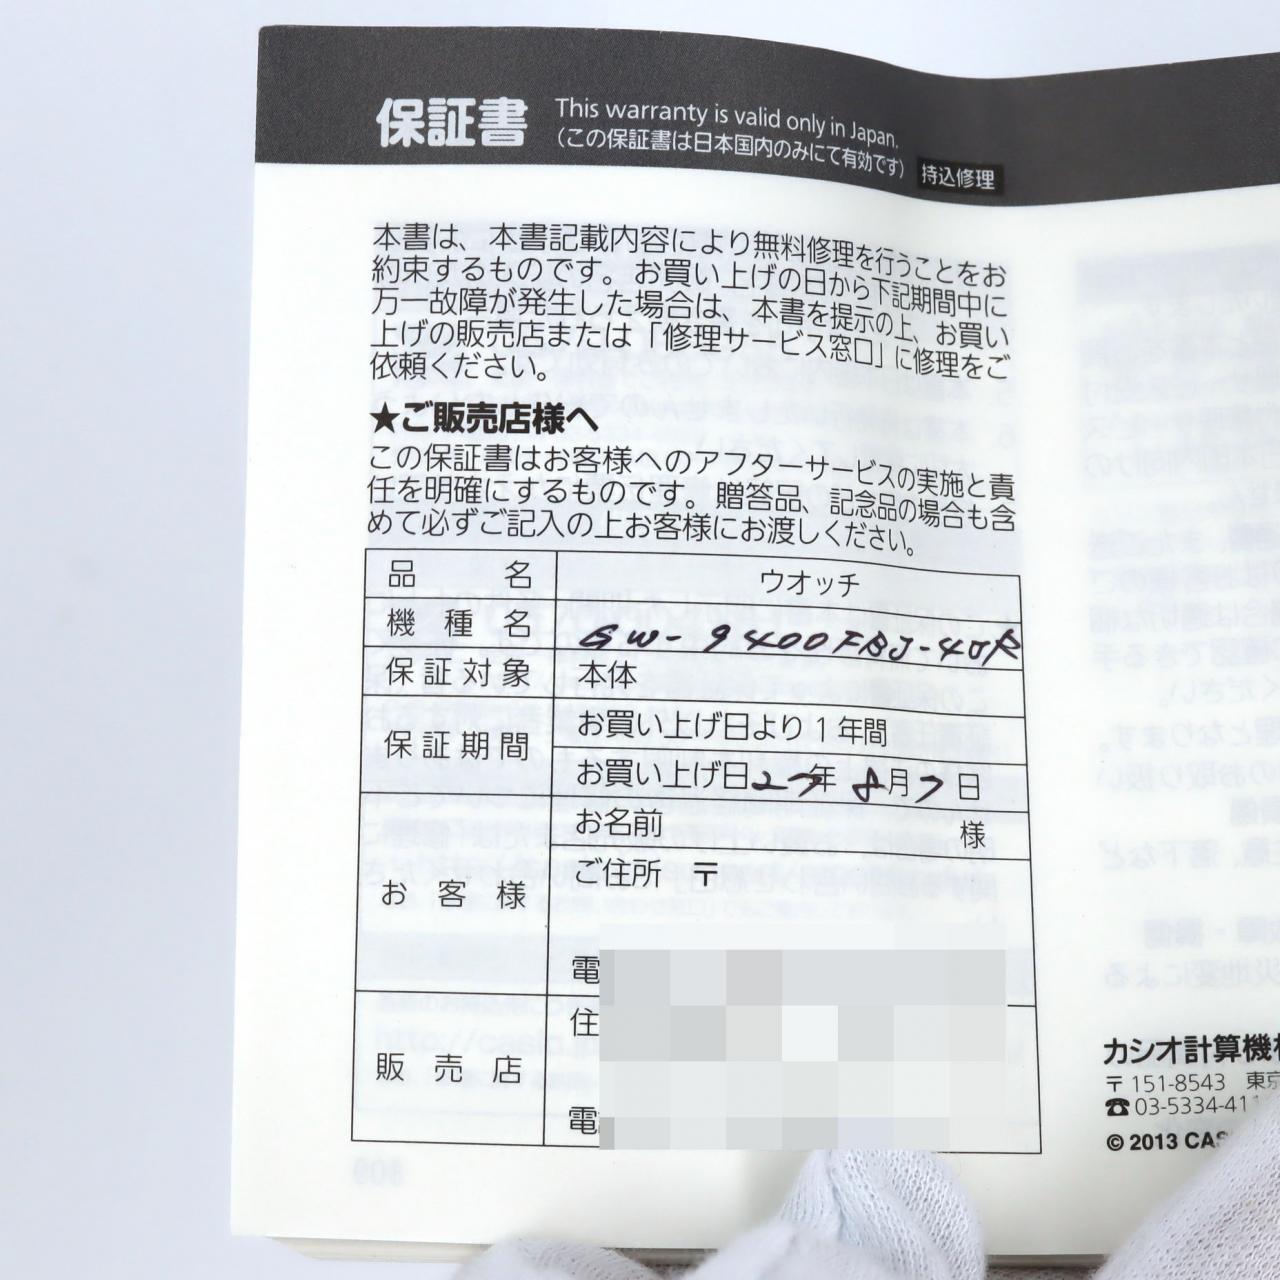 保証書
This warranty is valid only in Japan.
(この保証書は日本国内のみにて有効です)
持込修理
本書は、本書記載内容により無料修理を行うことをお
約束するものです。お買い上げの日から下記期間中に
万一故障が発生した場合は、本書を提示の上、お買い
上げの販売店または「修理サービス窓口」に修理をご
依頼ください。
★ご販売店様へ
この保証書はお客様へのアフターサービスの実施と責
任を明確にするものです。贈答品、記念品の場合も含
めて必ずご記入の上お客様にお渡しください。
品名 ウオッチ
機種名 GW-9400FBJ-4JR
保証対象 本体
保証期間 お買い上げ日より1年間
お買い上げ日27年8月7日
お客様 お名前 様
ご住所 〒
電
販売店 住
電
カシオ計算機
〒151-8543 東京
☎03-5334-411
© 2013 CAS